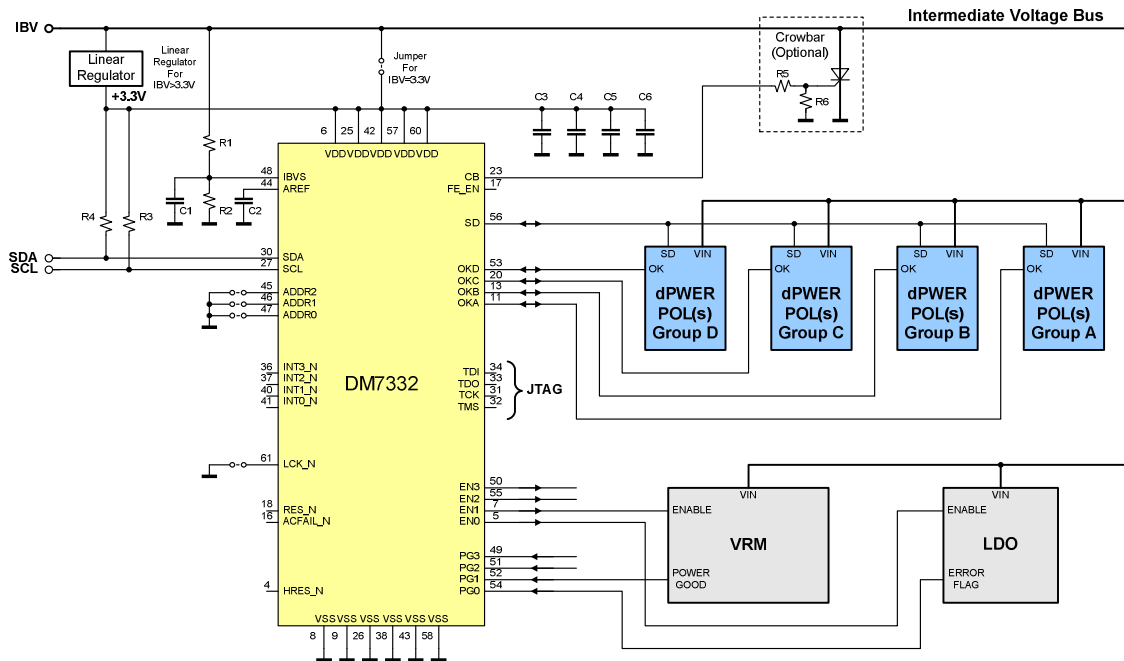 Intermediate Voltage Bus
IBV
Linear
Regulator
Linear
Regulator
For
IBV>3.3V
Jumper
For
IBV=3.3V
Crowbar
(Optional)
R5
R6
+3.3V
C3 C4 C5 C6
R1
6 25 42 57 60
VDD VDD VDD VDD VDD
48 IBVS
44 AREF
C1 R2 C2
R4 R3
SDA
SCL
30 SDA
27 SCL
45 ADDR2
46 ADDR1
47 ADDR0
36 INT3_N
37 INT2_N
40 INT1_N
41 INT0_N
DM7332
61 LCK_N
18 RES_N
16 ACFAIL_N
4 HRES_N
VSS VSS VSS VSS VSS VSS
8 9 26 38 43 58
CB 23
FE_EN 17
SD 56
OKD 53
OKC 20
OKB 13
OKA 11
TDI 34
TDO 33
TCK 31
TMS 32
JTAG
EN3 50
EN2 55
EN1 7
EN0 5
PG3 49
PG2 51
PG1 52
PG0 54
SD VIN
OK
dPWER
POL(s)
Group D
SD VIN
OK
dPWER
POL(s)
Group C
SD VIN
OK
dPWER
POL(s)
Group B
SD VIN
OK
dPWER
POL(s)
Group A
VIN
ENABLE
VRM
POWER
GOOD
VIN
ENABLE
LDO
ERROR
FLAG